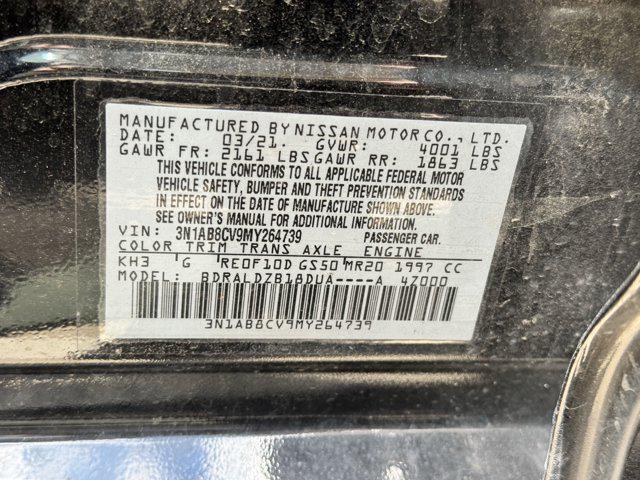 MANUFACTURED BY NISSAN MOTOR CO., LTD.
DATE: 03/21. GVWR: 4001 LBS
GAWR FR: 2161 LBS GAWR RR: 1863 LBS
THIS VEHICLE CONFORMS TO ALL APPLICABLE FEDERAL MOTOR
VEHICLE SAFETY, BUMPER AND THEFT PREVENTION STANDARDS
IN EFFECT ON THE DATE OF MANUFACTURE SHOWN ABOVE. SEE
OWNER'S MANUAL FOR ADDITIONAL INFORMATION.
VIN: 3N1AB8CV9MY264739 PASSENGER CAR.
COLOR TRIM TRANS AXLE ENGINE
KH3 G RE0F10D GS50 MR20 1997 CC
MODEL: BDRALDZB18DUA----A 4Z000
3N1AB8CV9MY264739